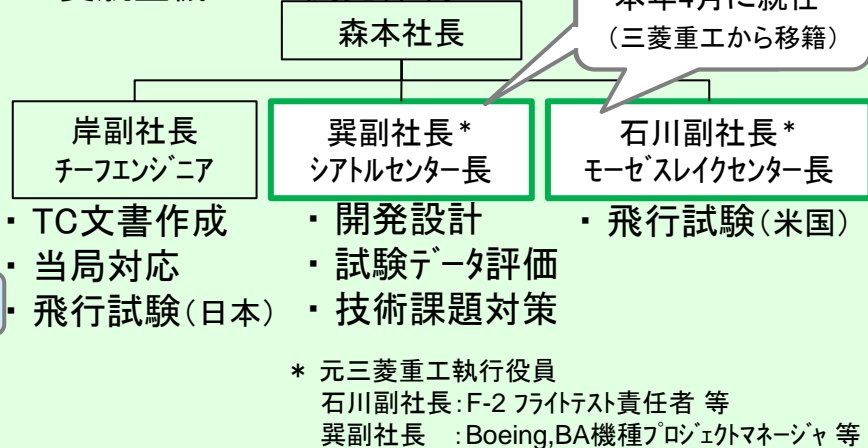 本年4月に就任
(三菱重工から移籍)
森本社長
岸副社長
チーフエンジニア
巽副社長*
シアトルセンター長
石川副社長*
モーゼスレイクセンター長
・ TC文書作成
・ 当局対応
・ 飛行試験(日本)
・ 開発設計
・ 試験データ評価
・ 技術課題対策
・ 飛行試験(米国)
* 元三菱重工執行役員
石川副社長:F-2 フライトテスト責任者 等
巽副社長 :Boeing,BA機種プロジェクトマネージャ 等